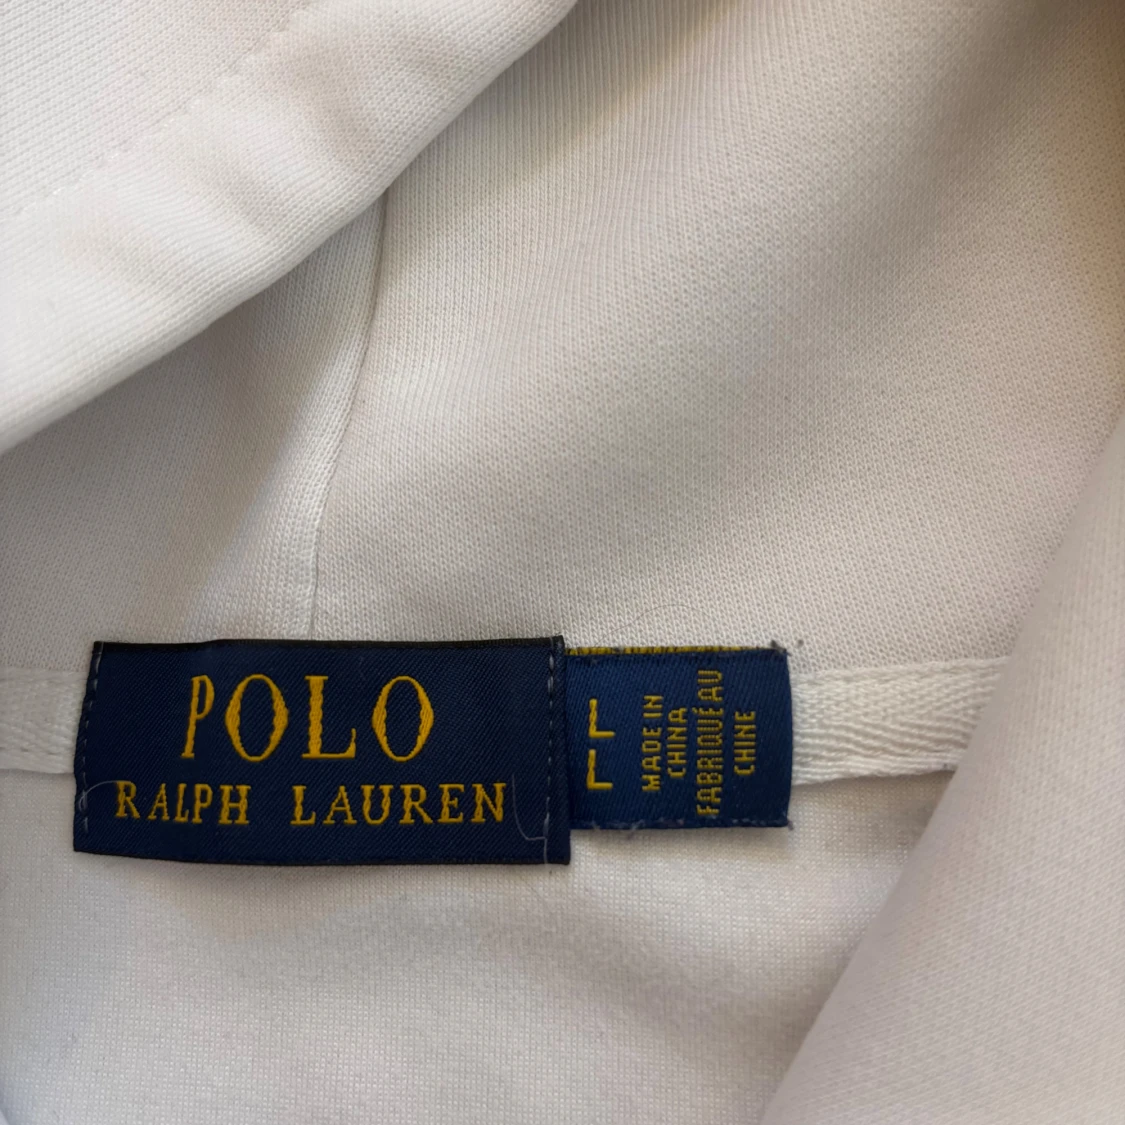 POLO
RALPH LAUREN
L L
MADE IN
CHINA
FABRIQUÉ AU
CHINE